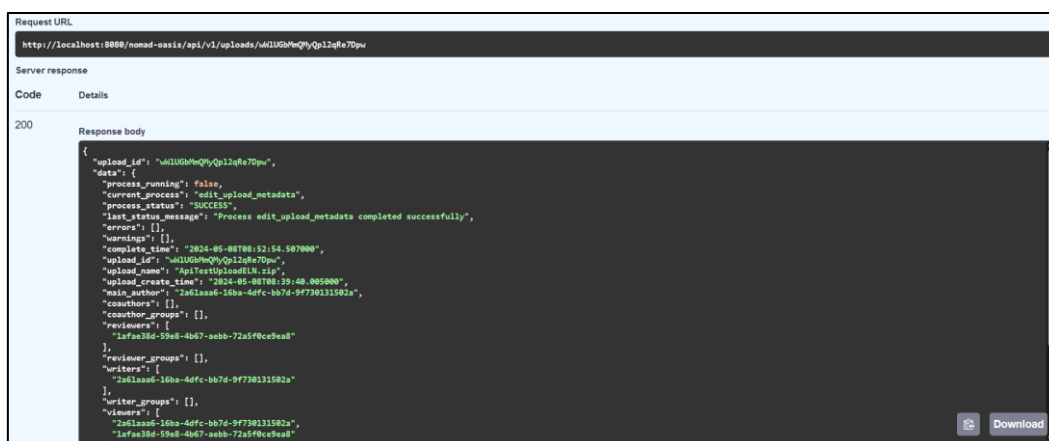 Request URL
http://localhost:8080/nomad-oasis/api/v1/uploads/wW1UGbMmQMyQpl2qRe7Dpw
Server response
Code Details
200
Response body
{
"upload_id": "wW1UGbMmQMyQpl2qRe7Dpw",
"data": {
"process_running": false,
"current_process": "edit_upload_metadata",
"process_status": "SUCCESS",
"last_status_message": "Process edit_upload_metadata completed successfully",
"errors": [],
"warnings": [],
"complete_time": "2024-05-08T08:52:54.507000",
"upload_id": "wW1UGbMmQMyQpl2qRe7Dpw",
"upload_name": "ApiTestUploadELN.zip",
"upload_create_time": "2024-05-08T08:39:40.005000",
"main_author": "2a61aaa6-16ba-4dfc-bb7d-9f730131502a",
"coauthors": [],
"coauthor_groups": [],
"reviewers": [
"1afae38d-59e8-4b67-aebb-72a5f0ce9ea8"
],
"reviewer_groups": [],
"writers": [
"2a61aaa6-16ba-4dfc-bb7d-9f730131502a"
],
"writer_groups": [],
"viewers": [
"2a61aaa6-16ba-4dfc-bb7d-9f730131502a",
"1afae38d-59e8-4b67-aebb-72a5f0ce9ea8"
Download